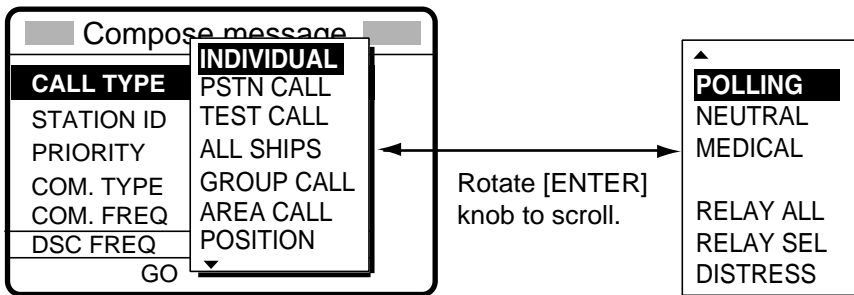 Compose message
CALL TYPE
STATION ID
PRIORITY
COM. TYPE
COM. FREQ
DSC FREQ
GO
INDIVIDUAL
PSTN CALL
TEST CALL
ALL SHIPS
GROUP CALL
AREA CALL
POSITION
Rotate [ENTER]
knob to scroll.
POLLING
NEUTRAL
MEDICAL
RELAY ALL
RELAY SEL
DISTRESS